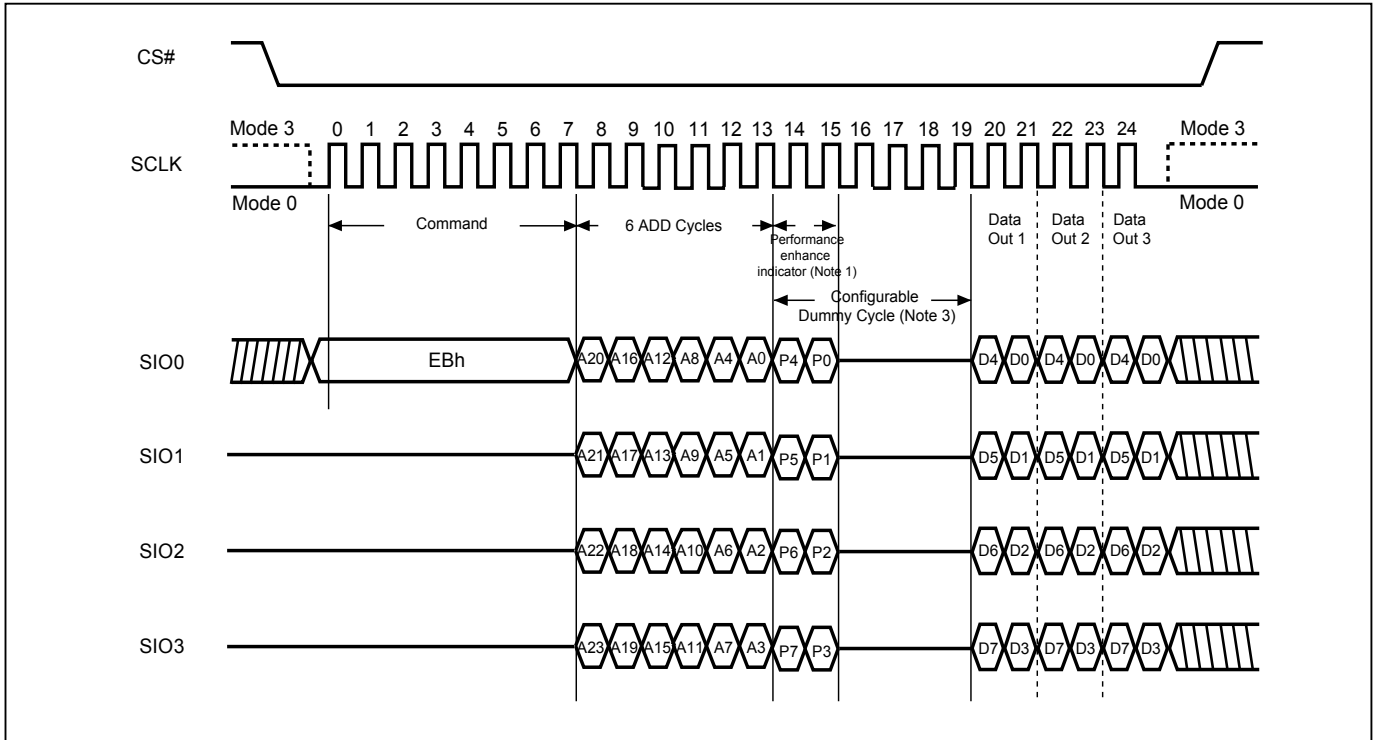 CS#
Mode 3 0 1 2 3 4 5 6 7 8 9 10 11 12 13 14 15 16 17 18 19 20 21 22 23 24 Mode 3
SCLK
Mode 0 Mode 0
Command 6 ADD Cycles Performance enhance indicator (Note 1) Data Out 1 Data Out 2 Data Out 3
Configurable
Dummy Cycle (Note 3)
SIO0 EBh A20 A16 A12 A8 A4 A0 P4 P0 D4 D0 D4 D0 D4 D0
SIO1 A21 A17 A13 A9 A5 A1 P5 P1 D5 D1 D5 D1 D5 D1
SIO2 A22 A18 A14 A10 A6 A2 P6 P2 D6 D2 D6 D2 D6 D2
SIO3 A23 A19 A15 A11 A7 A3 P7 P3 D7 D3 D7 D3 D7 D3